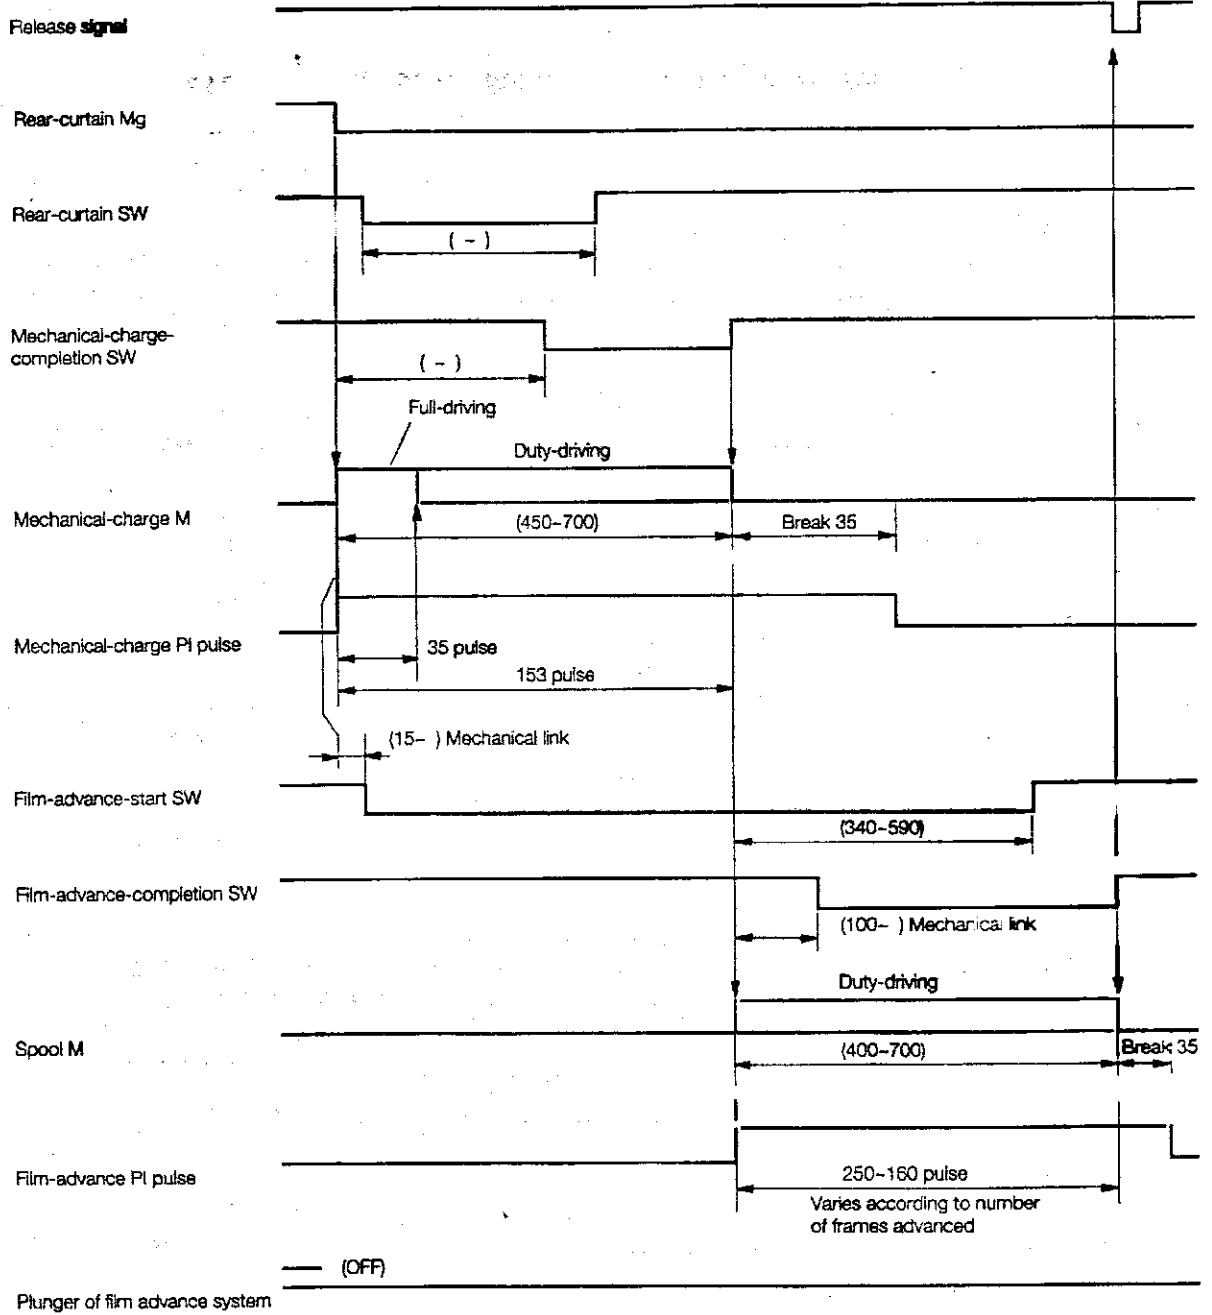 Release signal
Rear-curtain Mg
Rear-curtain SW
( - )
Mechanical-charge-
completion SW
( - )
Full-driving
Duty-driving
Mechanical-charge M
(450~700)
Break 35
Mechanical-charge PI pulse
35 pulse
153 pulse
(15~ ) Mechanical link
Film-advance-start SW
(340~590)
Film-advance-completion SW
(100~ ) Mechanical link
Duty-driving
Spool M
(400~700)
Break 35
Film-advance PI pulse
250~160 pulse
Varies according to number
of frames advanced
(OFF)
Plunger of film advance system